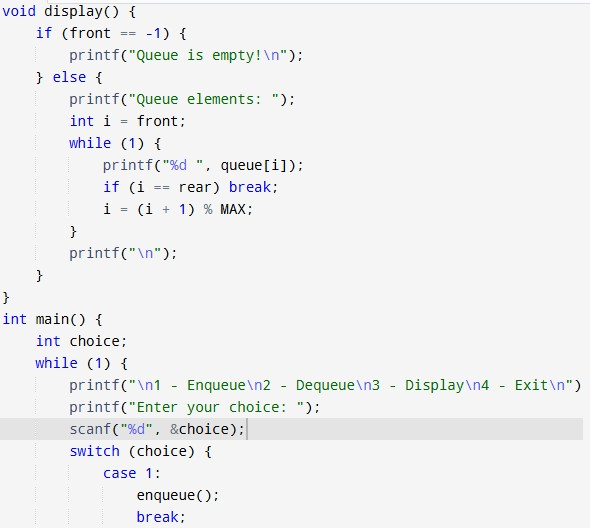 void display() {
    if (front == -1) {
        printf("Queue is empty!\n");
    } else {
        printf("Queue elements: ");
        int i = front;
        while (1) {
            printf("%d ", queue[i]);
            if (i == rear) break;
            i = (i + 1) % MAX;
        }
        printf("\n");
    }
}
int main() {
    int choice;
    while (1) {
        printf("\n1 - Enqueue\n2 - Dequeue\n3 - Display\n4 - Exit\n")
        printf("Enter your choice: ");
        scanf("%d", &choice);
        switch (choice) {
            case 1:
                enqueue();
                break;